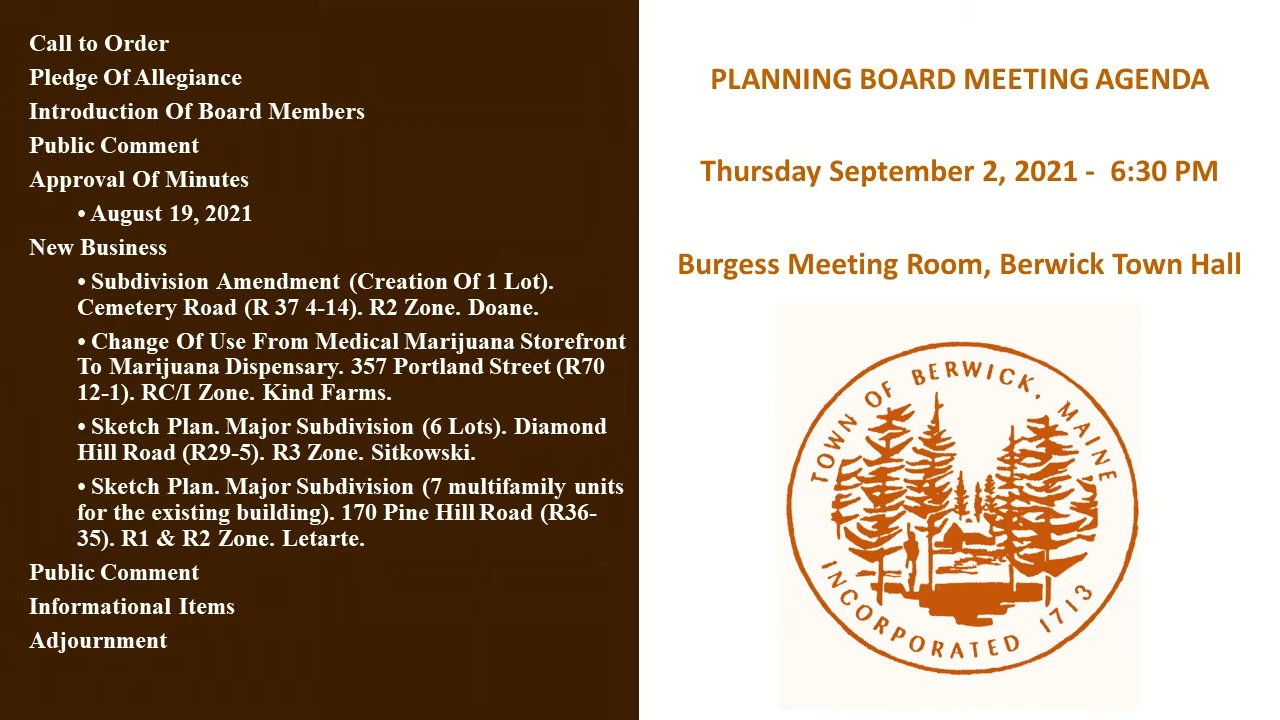 Call to Order
Pledge Of Allegiance
Introduction Of Board Members
Public Comment
Approval Of Minutes
• August 19, 2021
New Business
• Subdivision Amendment (Creation Of 1 Lot).
Cemetery Road (R 37 4-14). R2 Zone. Doane.
• Change Of Use From Medical Marijuana Storefront
To Marijuana Dispensary. 357 Portland Street (R70
12-1). RC/I Zone. Kind Farms.
• Sketch Plan. Major Subdivision (6 Lots). Diamond
Hill Road (R29-5). R3 Zone. Sitkowski.
• Sketch Plan. Major Subdivision (7 multifamily units
for the existing building). 170 Pine Hill Road (R36-
35). R1 & R2 Zone. Letarte.
Public Comment
Informational Items
Adjournment
PLANNING BOARD MEETING AGENDA
Thursday September 2, 2021 - 6:30 PM
Burgess Meeting Room, Berwick Town Hall
TOWN OF BERWICK, MAINE
INCORPORATED 1713